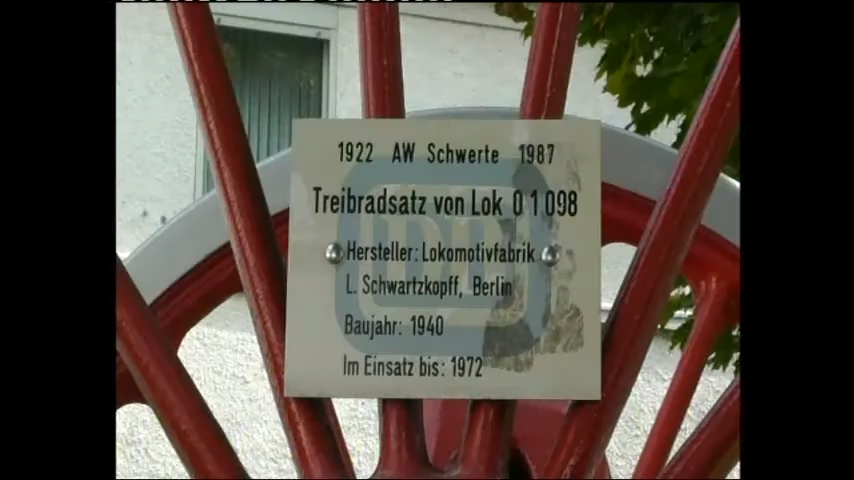 1922 AW Schwerte 1987
Treibradsatz von Lok 01 098
Hersteller: Lokomotivfabrik
L. Schwartzkopff, Berlin
Baujahr: 1940
Im Einsatz bis: 1972
DB